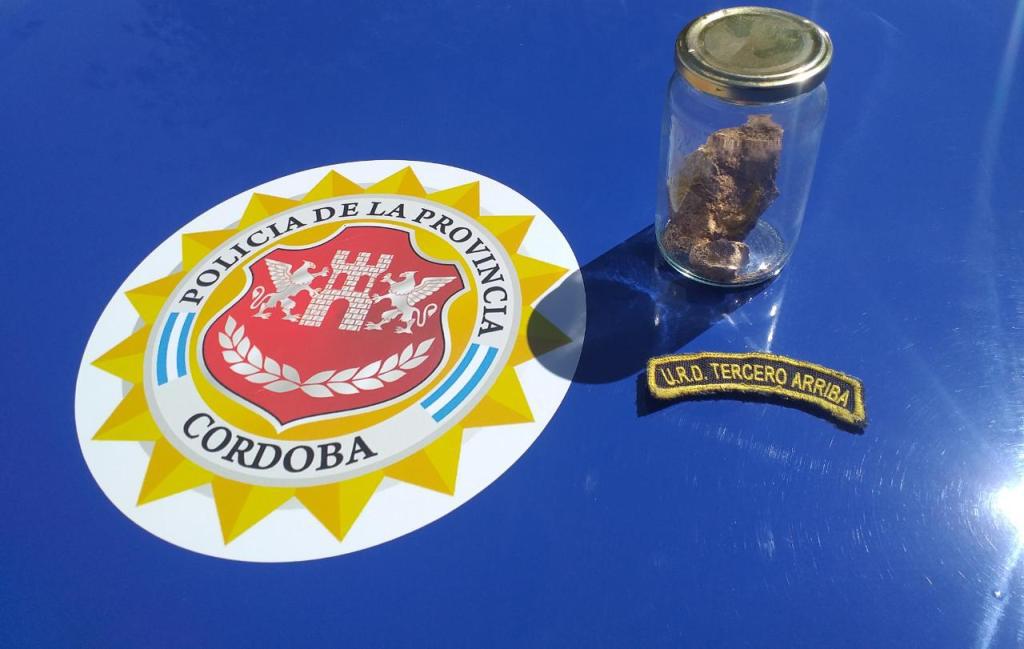 POLICIA DE LA PROVINCIA
CORDOBA
U.R.D. TERCERO ARRIBA